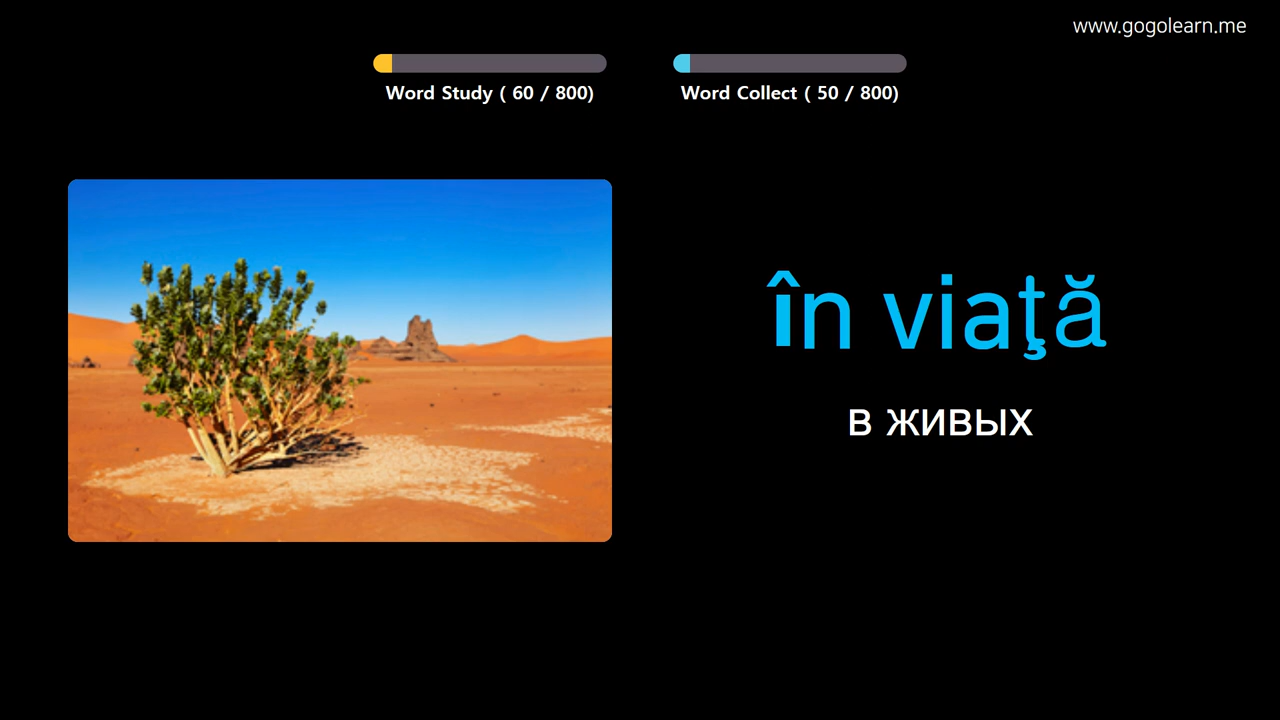 www.gogolearn.me
Word Study ( 60 / 800)
Word Collect ( 50 / 800)
în viaţă
в живых